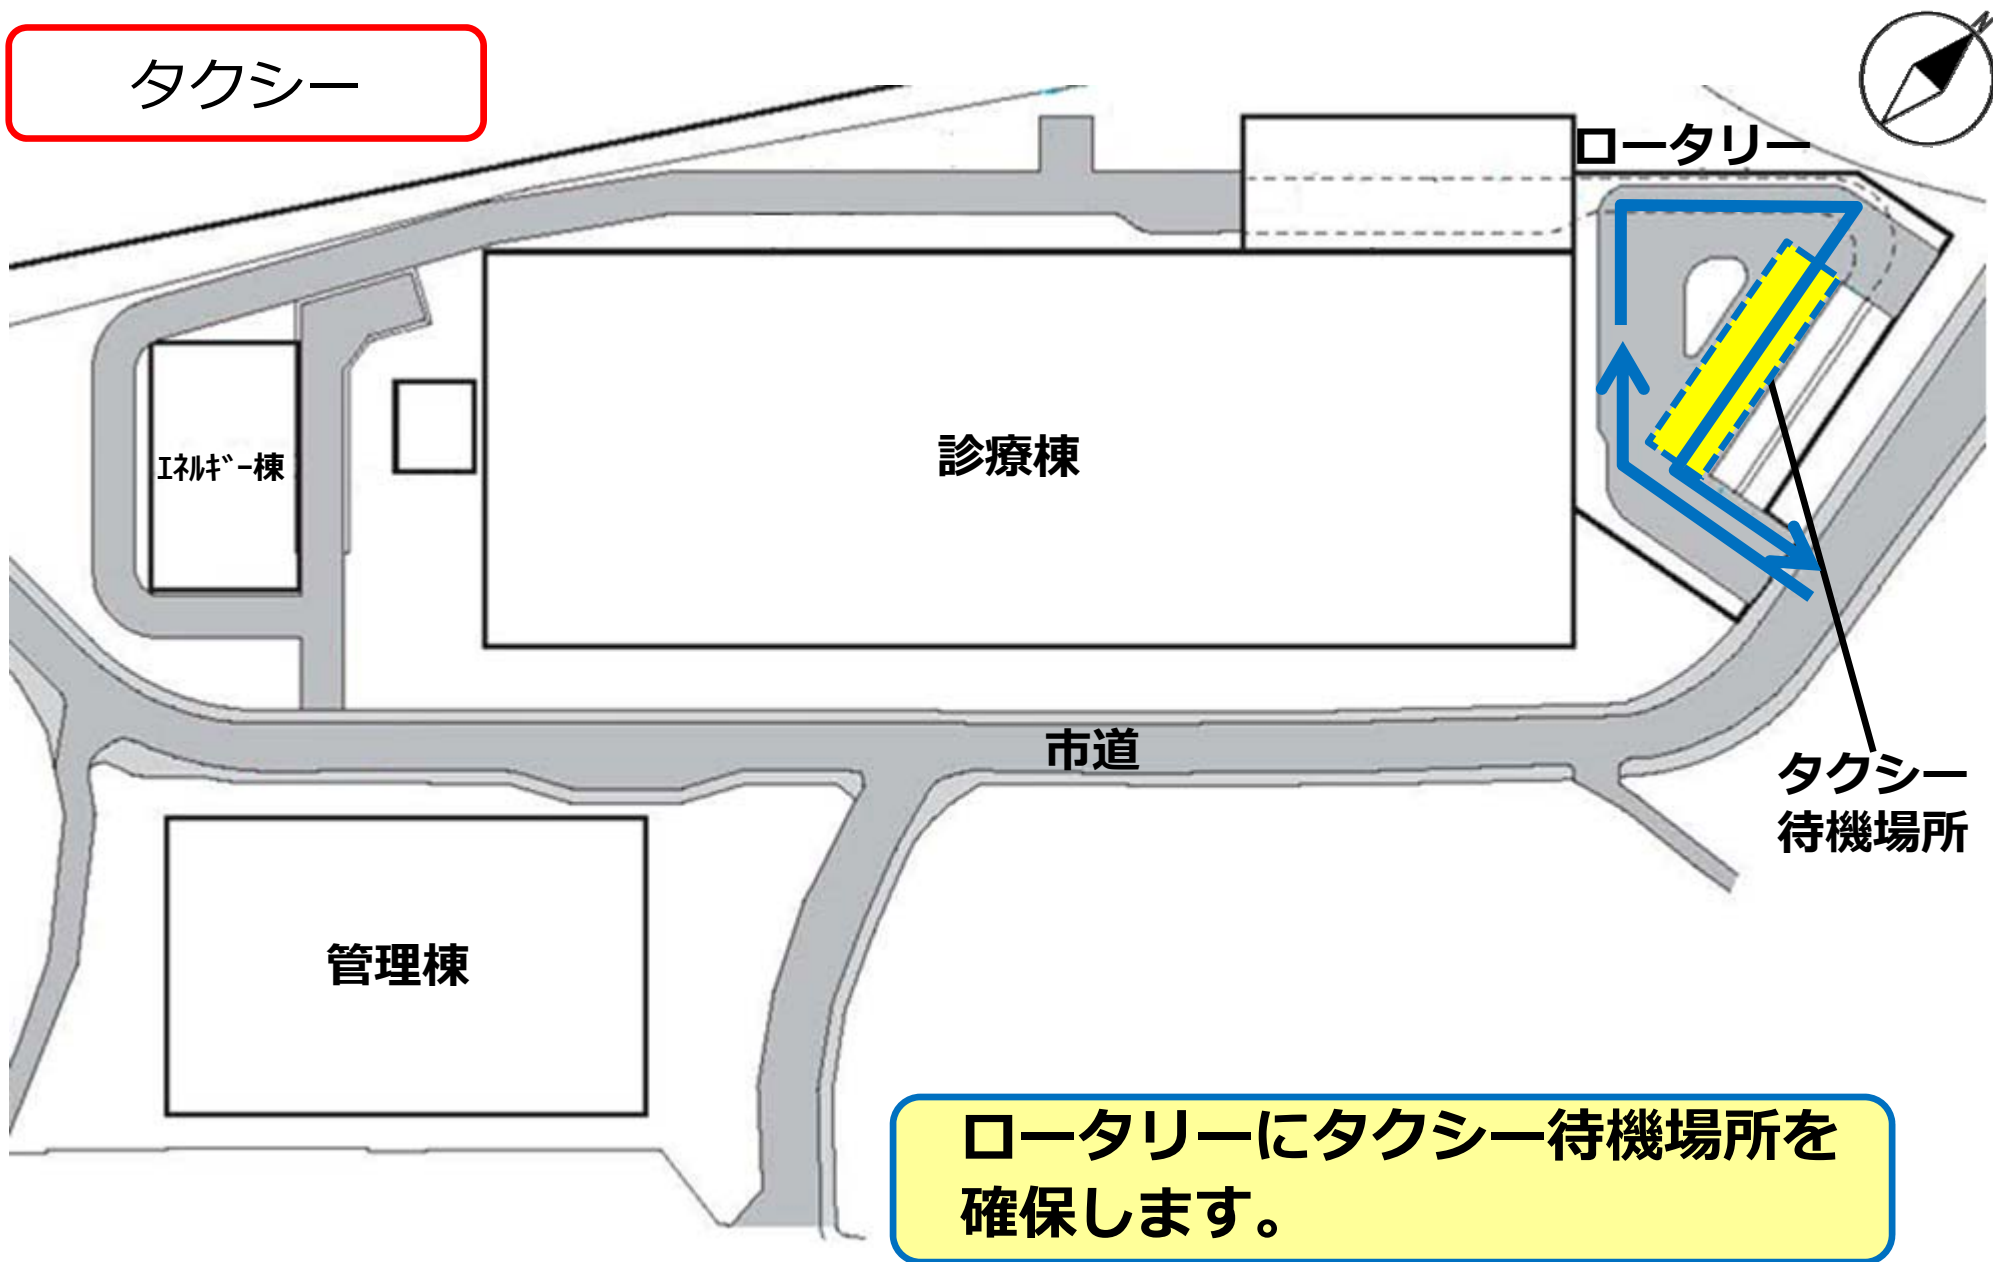 タクシー
N
ロータリー
診療棟
ｴﾈﾙｷﾞｰ棟
市道
タクシー
待機場所
管理棟
ロータリーにタクシー待機場所を
確保します。